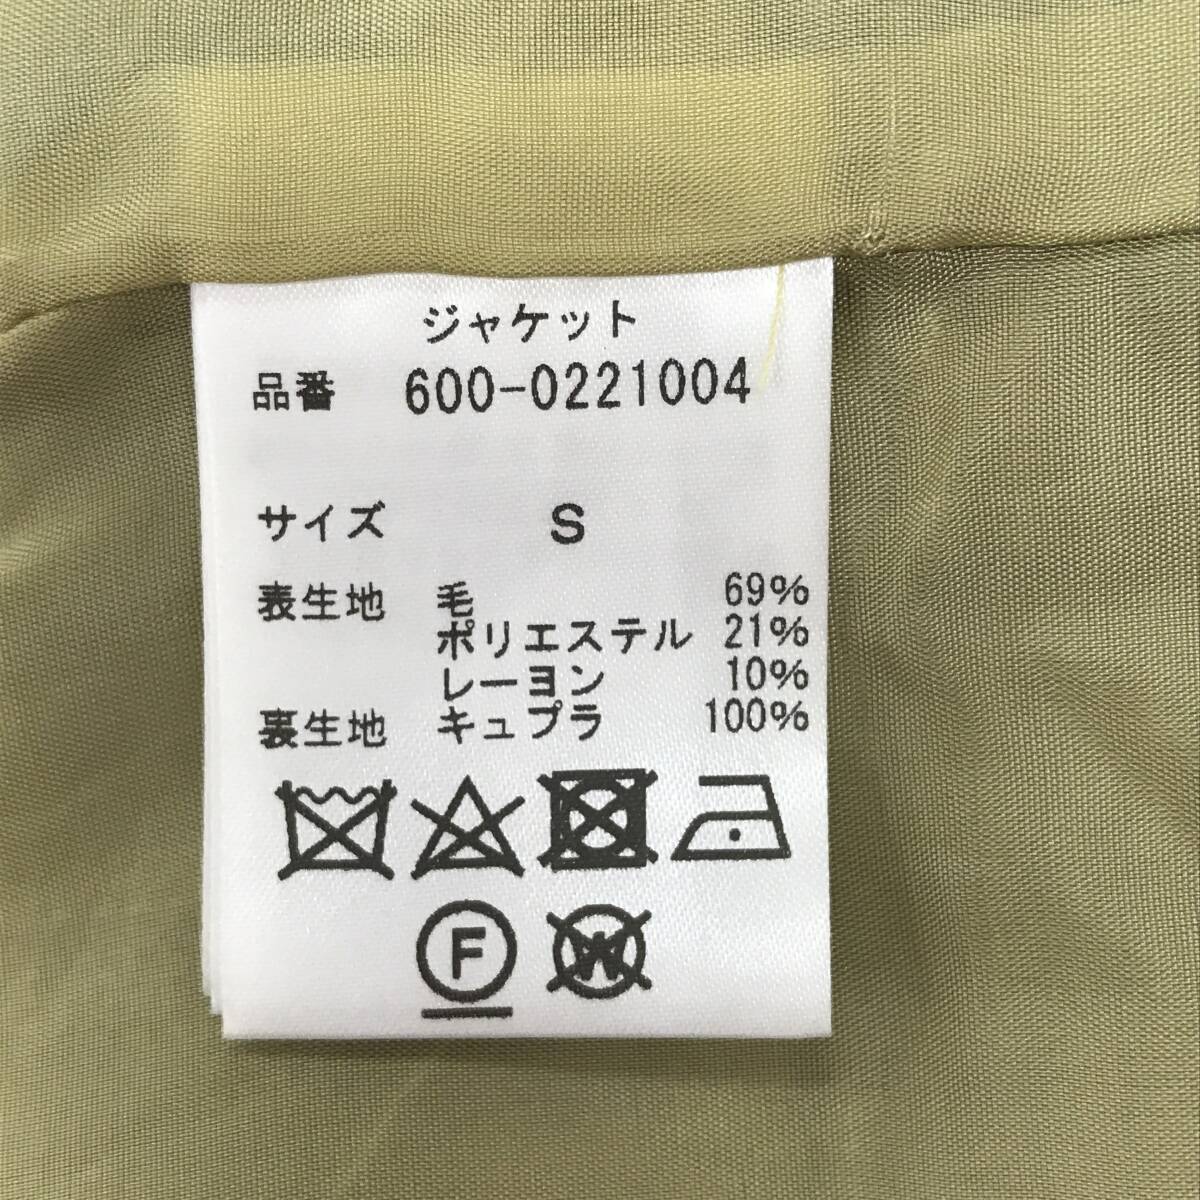 ジャケット
品番 600-0221004
サイズ S
表生地 毛 69%
ポリエステル 21%
レーヨン 10%
裏生地 キュプラ 100%
F W